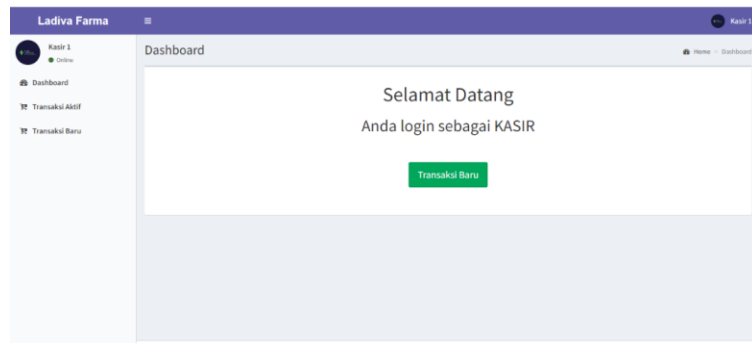 Ladiva Farma
Kasir 1
Kasir 1
Online
Dashboard
Home
Dashboard
Dashboard
Transaksi Aktif
Transaksi Baru
Selamat Datang
Anda login sebagai KASIR
Transaksi Baru